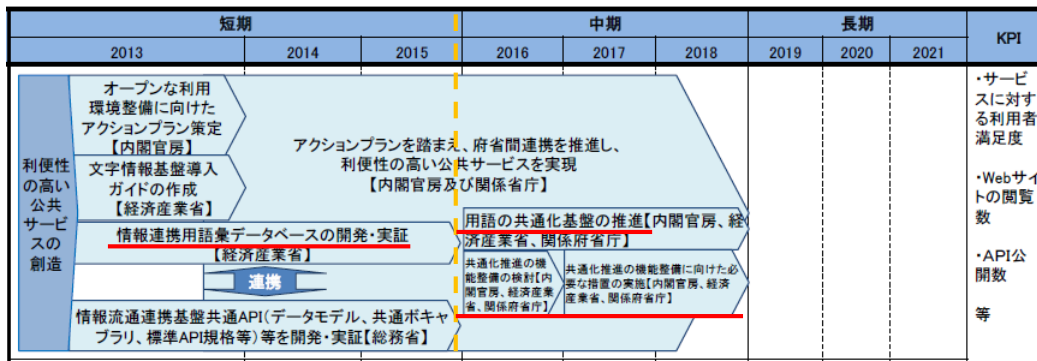 短期
中期
長期
KPI
2013
2014
2015
2016
2017
2018
2019
2020
2021
利便性
の高い
公共
サービ
スの
創造
オープンな利用
環境整備に向けた
アクションプラン策定
【内閣官房】
文字情報基盤導入
ガイドの作成
【経済産業省】
アクションプランを踏まえ、府省間連携を推進し、
利便性の高い公共サービスを実現
【内閣官房及び関係省庁】
情報連携用語彙データベースの開発・実証
【経済産業省】
用語の共通化基盤の推進【内閣官房、経
済産業省、関係府省庁】
連携
共通化推進の機
能整備の検討【内
閣官房、経済産業
省、関係府省庁】
共通化推進の機能整備に向けた必
要な措置の実施【内閣官房、経済
産業省、関係府省庁】
情報流通連携基盤共通API(データモデル、共通ボキャ
ブラリ、標準API規格等)等を開発・実証【総務省】
・サービ
スに対す
る利用者
満足度
・Webサイ
トの閲覧
数
・API公
開数
等